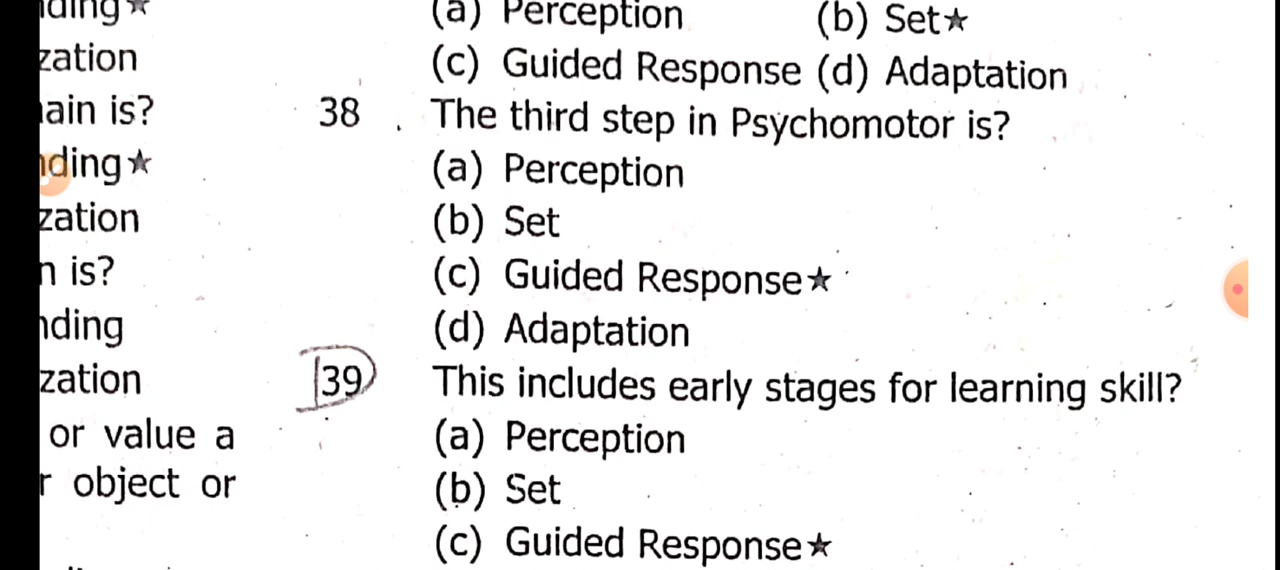 zation
ain is?
nding★
zation
n is?
nding
zation
or value a
r object or
(a) Perception (b) Set★
(c) Guided Response (d) Adaptation
38 . The third step in Psychomotor is?
(a) Perception
(b) Set
(c) Guided Response★
(d) Adaptation
39 This includes early stages for learning skill?
(a) Perception
(b) Set
(c) Guided Response★